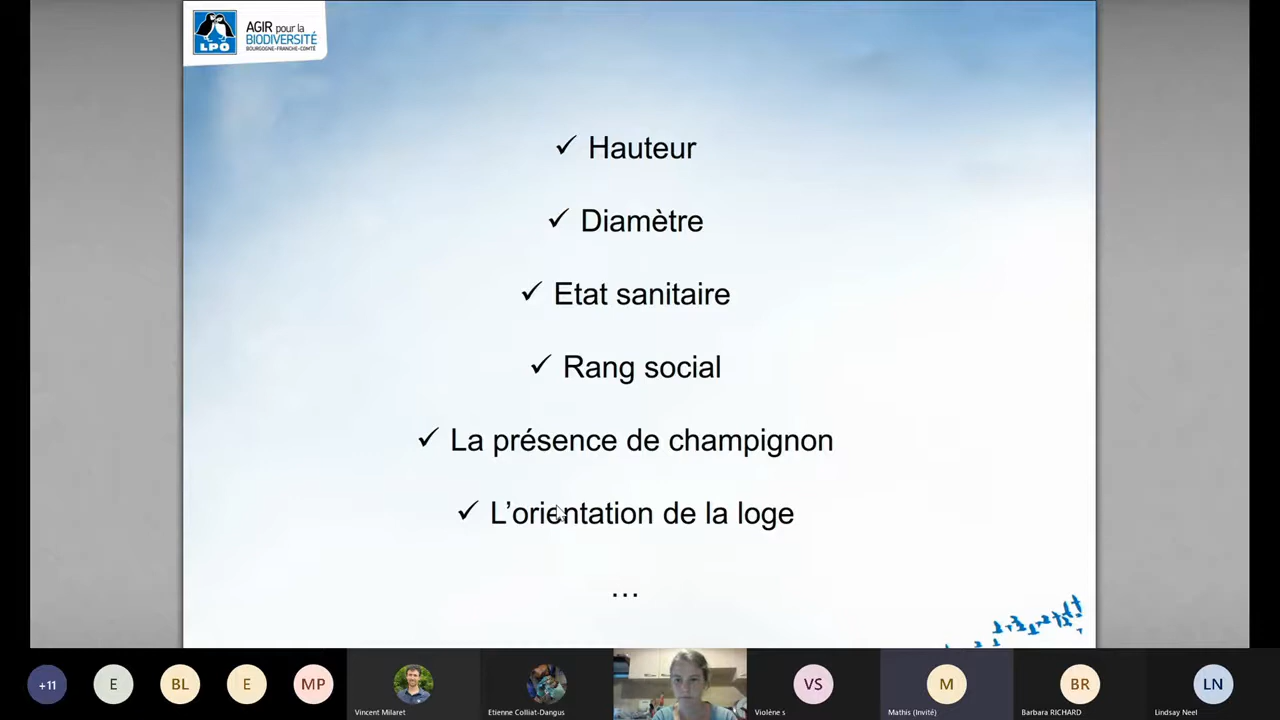 LPO
AGIR pour la
BIODIVERSITÉ
BOURGOGNE-FRANCHE-COMTÉ
✓ Hauteur
✓ Diamètre
✓ Etat sanitaire
✓ Rang social
✓ La présence de champignon
✓ L’orientation de la loge
…
+11
E
BL
E
MP
Vincent Milaret
Etienne Colliat-Dangus
VS
Violène s
M
Mathis (Invité)
BR
Barbara RICHARD
LN
Lindsay Neel